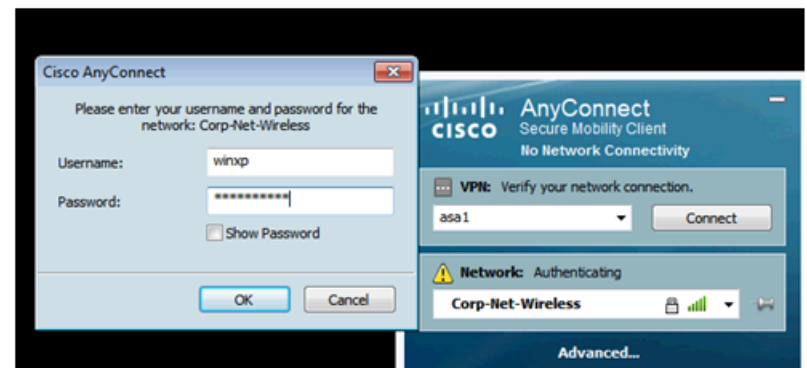 Cisco AnyConnect
Please enter your username and password for the
network: Corp-Net-Wireless
Username:
winxp
Password:
**********
Show Password
OK
Cancel
CISCO
AnyConnect
Secure Mobility Client
No Network Connectivity
VPN: Verify your network connection.
asa1
Connect
Network: Authenticating
Corp-Net-Wireless
Advanced...